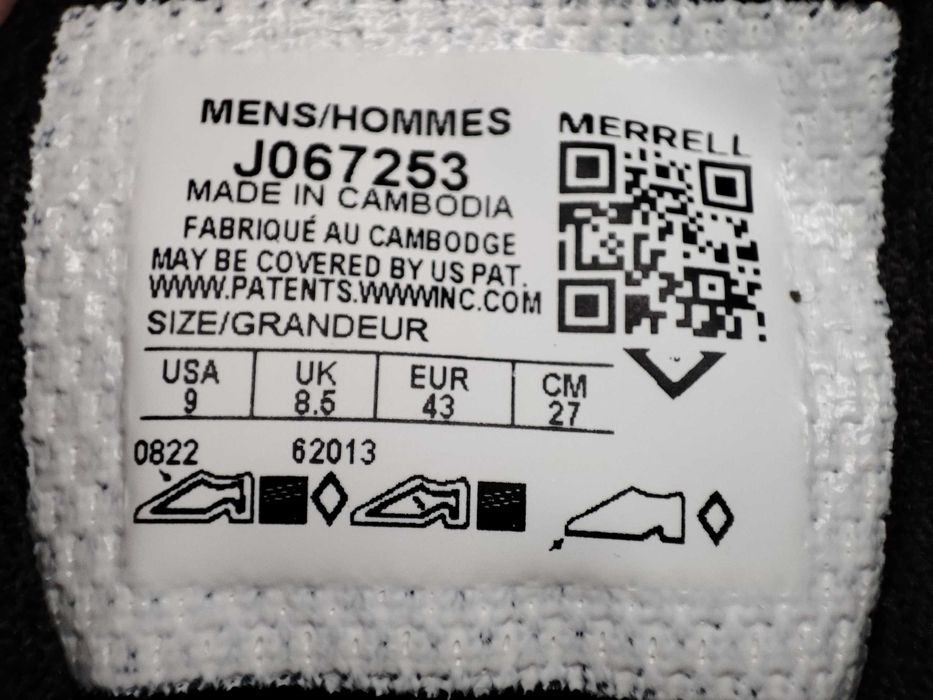 MENS/HOMMES
J067253
MADE IN CAMBODIA
FABRIQUÉ AU CAMBODGE
MAY BE COVERED BY US PAT.
WWW.PATENTS.WWWINC.COM
SIZE/GRANDEUR
USA UK EUR CM
9 8.5 43 27
0822 62013
MERRELL